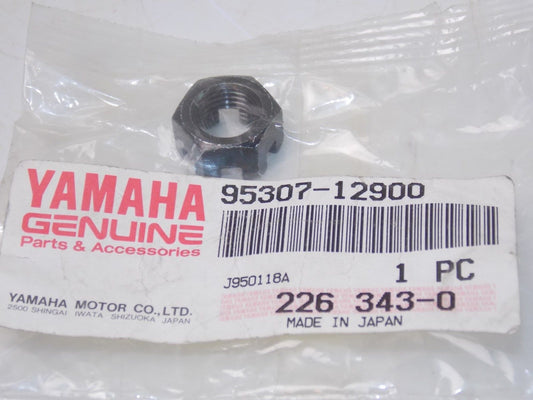 YAMAHA
GENUINE
Parts & Accessories
YAMAHA MOTOR CO., LTD.
2500 SHINGAI IWATA SHIZUOKA JAPAN
95307-12900
J950118A
1 PC
226 343-0
MADE IN JAPAN